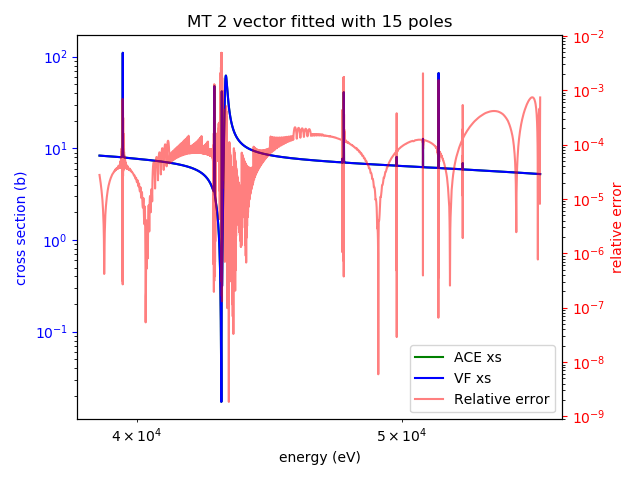 MT 2 vector fitted with 15 poles
cross section (b)
10²
10¹
10⁰
10⁻¹
10⁻²
10⁻³
10⁻⁴
10⁻⁵
10⁻⁶
10⁻⁷
10⁻⁸
10⁻⁹
relative error
ACE xs
VF xs
Relative error
4 × 10⁴
5 × 10⁴
energy (eV)